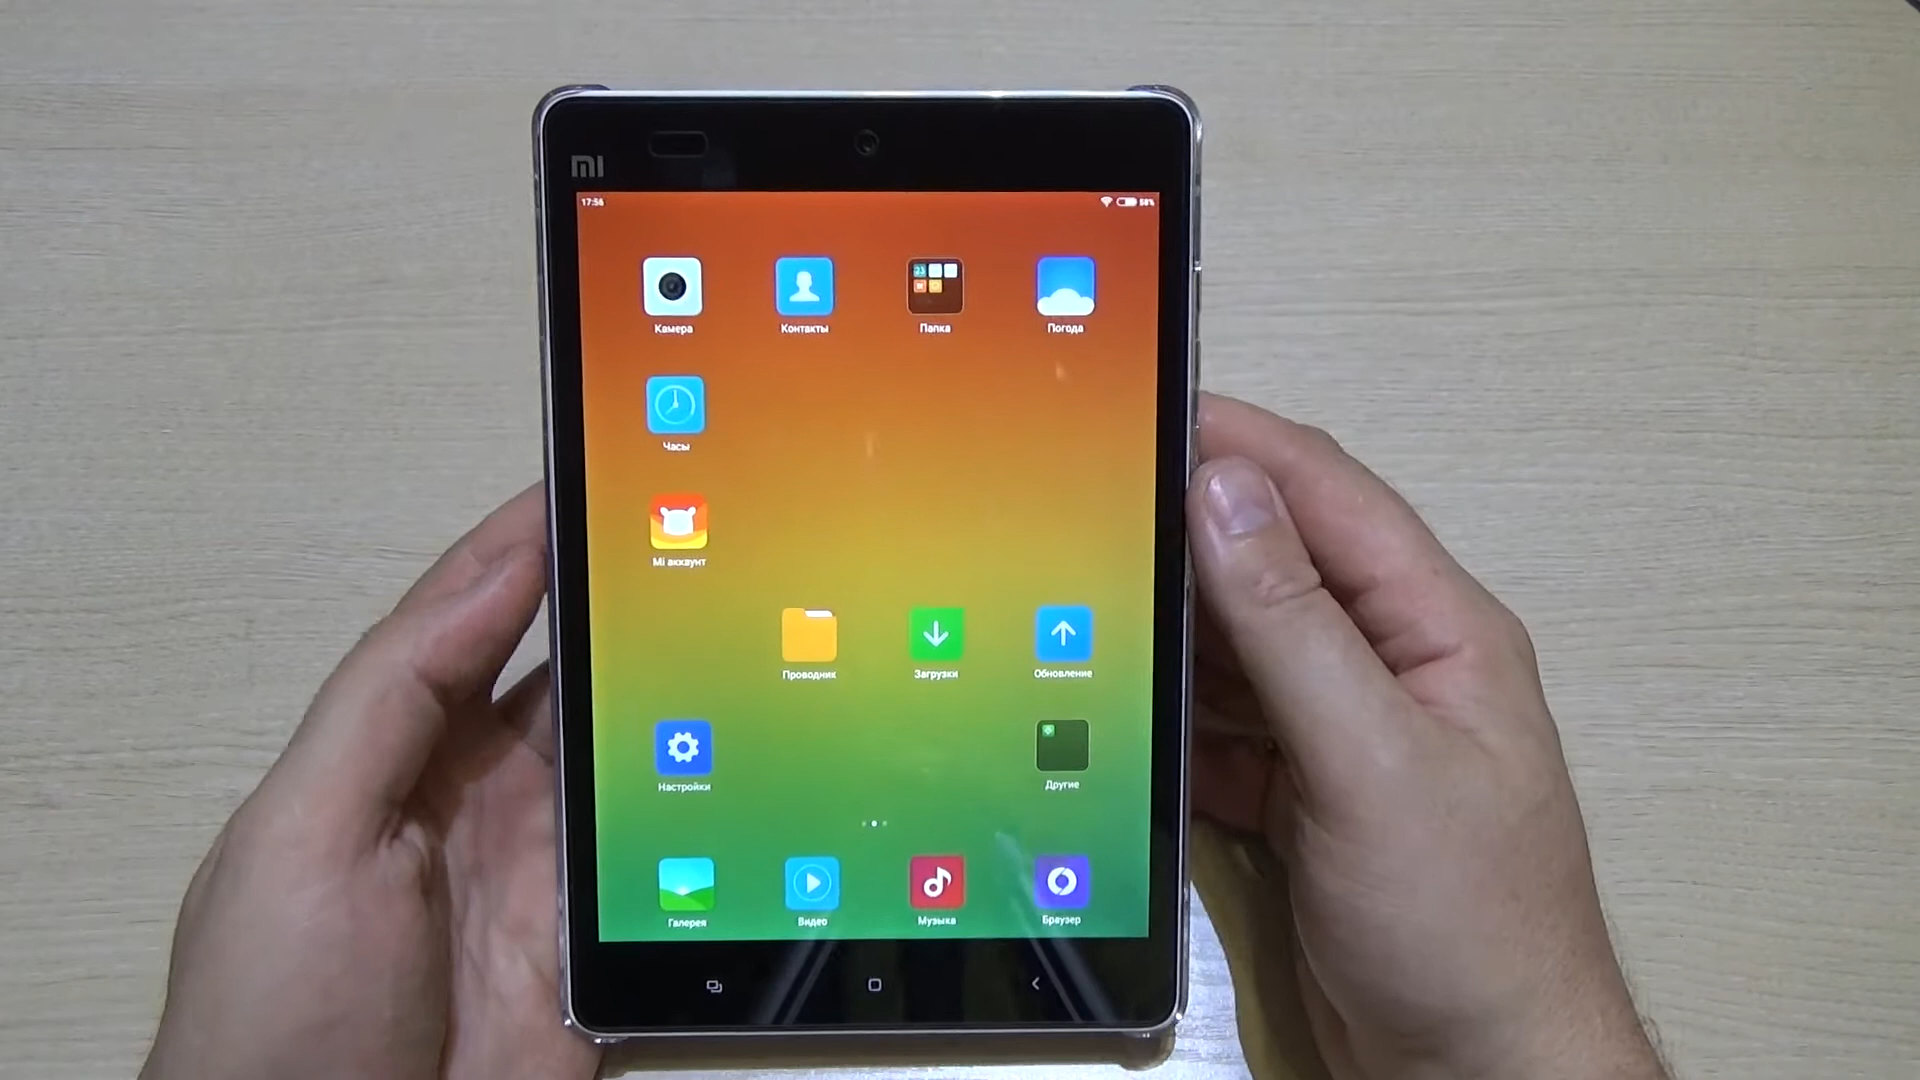 MI
17:56 58%
Камера Контакты Папка Погода
Часы
Mi аккаунт
Проводник Загрузки Обновление
Настройки Другие
Галерея Видео Музыка Браузер